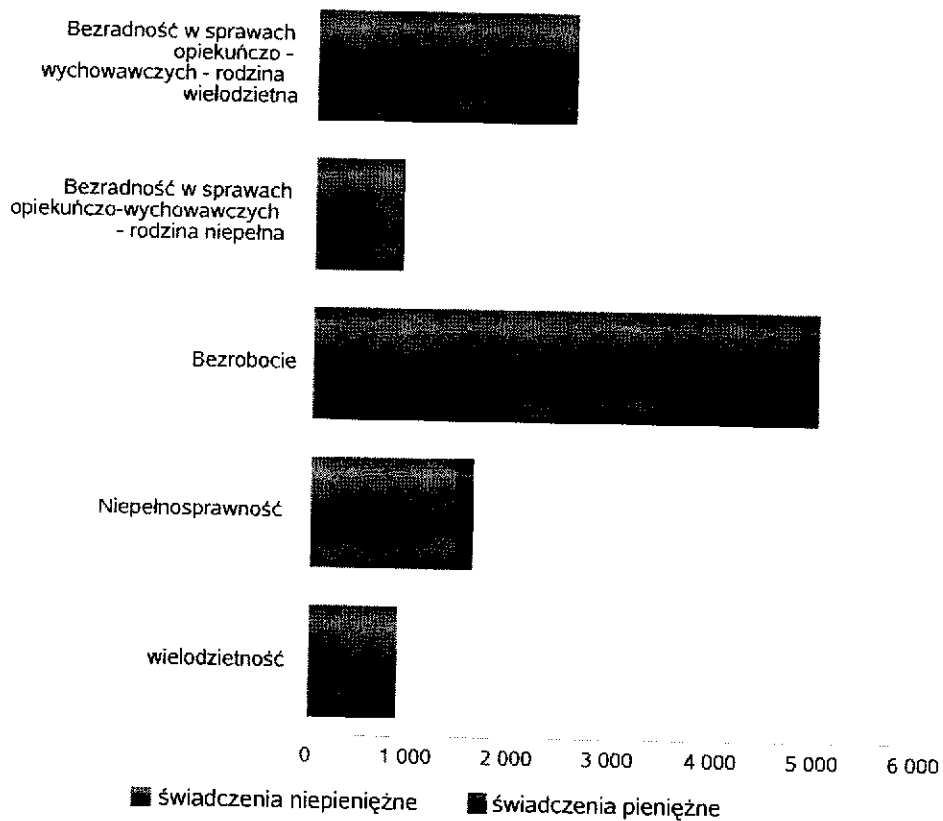 Bezradność w sprawach
opiekuńczo -
wychowawczych - rodzina
wielodzietna
Bezradność w sprawach
opiekuńczo-wychowawczych
- rodzina niepełna
Bezrobocie
Niepełnosprawność
wielodzietność
0 1 000 2 000 3 000 4 000 5 000 6 000
świadczenia niepieniężne świadczenia pieniężne